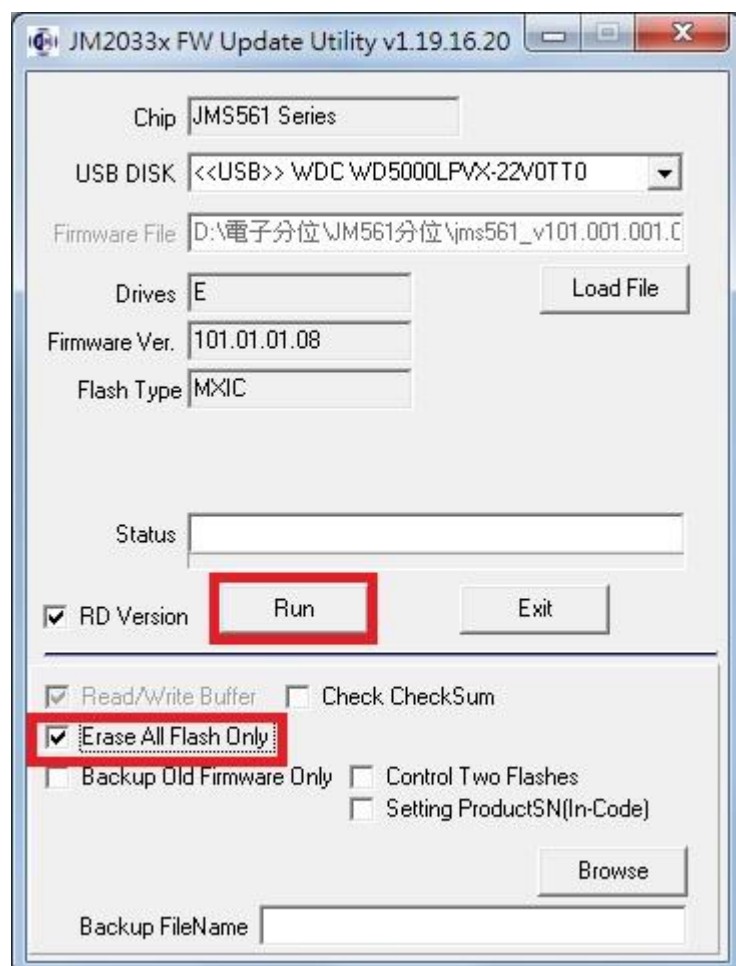 JM2033x FW Update Utility v1.19.16.20
Chip JMS561 Series
USB DISK <<USB>> WDC WD5000LPVX-22V0TT0
Firmware File D:\電子分位\JM561分位\jms561_v101.001.001.0
Load File
Drives E
Firmware Ver. 101.01.01.08
Flash Type MXIC
Status
RD Version Run Exit
Read/Write Buffer Check CheckSum
Erase All Flash Only
Backup Old Firmware Only Control Two Flashes
Setting ProductSN(In-Code)
Browse
Backup FileName